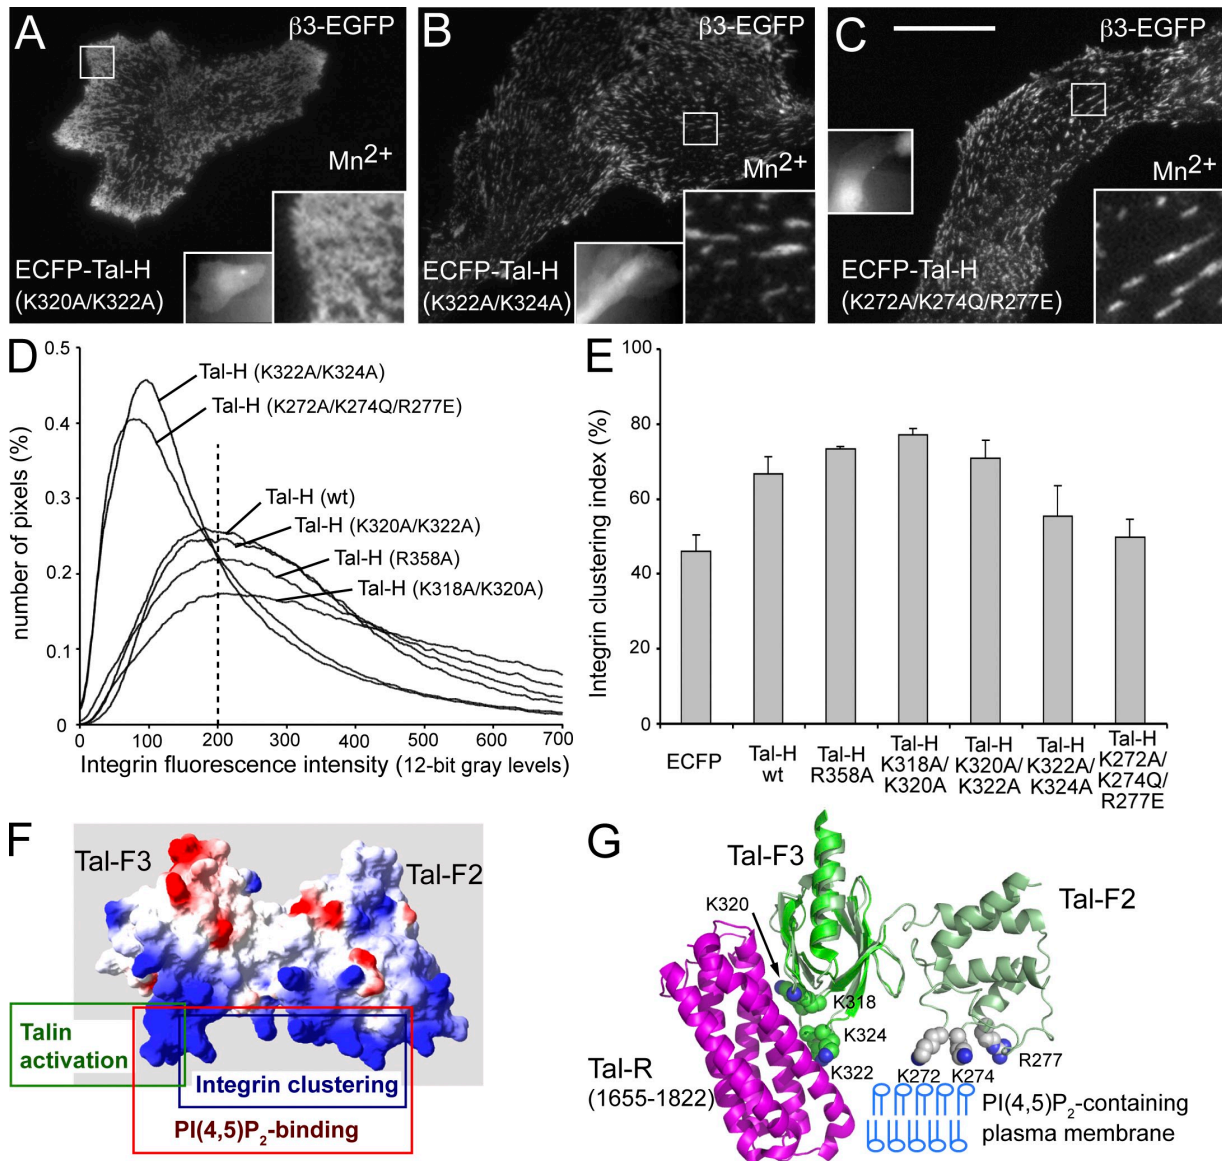 A
β3-EGFP
Mn2+
ECFP-Tal-H
(K320A/K322A)
B
β3-EGFP
Mn2+
ECFP-Tal-H
(K322A/K324A)
C
β3-EGFP
Mn2+
ECFP-Tal-H
(K272A/K274Q/R277E)
D
number of pixels (%)
0.5
0.4
0.3
0.2
0.1
0
Tal-H (K322A/K324A)
Tal-H (K272A/K274Q/R277E)
Tal-H (wt)
Tal-H (K320A/K322A)
Tal-H (R358A)
Tal-H (K318A/K320A)
0 100 200 300 400 500 600 700
Integrin fluorescence intensity (12-bit gray levels)
E
Integrin clustering index (%)
100
80
60
40
20
0
ECFP
Tal-H
wt
Tal-H
R358A
Tal-H
K318A/
K320A
Tal-H
K320A/
K322A
Tal-H
K322A/
K324A
Tal-H
K272A/
K274Q/
R277E
F
Tal-F3
Tal-F2
Talin
activation
Integrin clustering
PI(4,5)P2-binding
G
Tal-F3
Tal-F2
K320
K318
K324
K322
K272
K274
R277
Tal-R
(1655-1822)
PI(4,5)P2-containing
plasma membrane